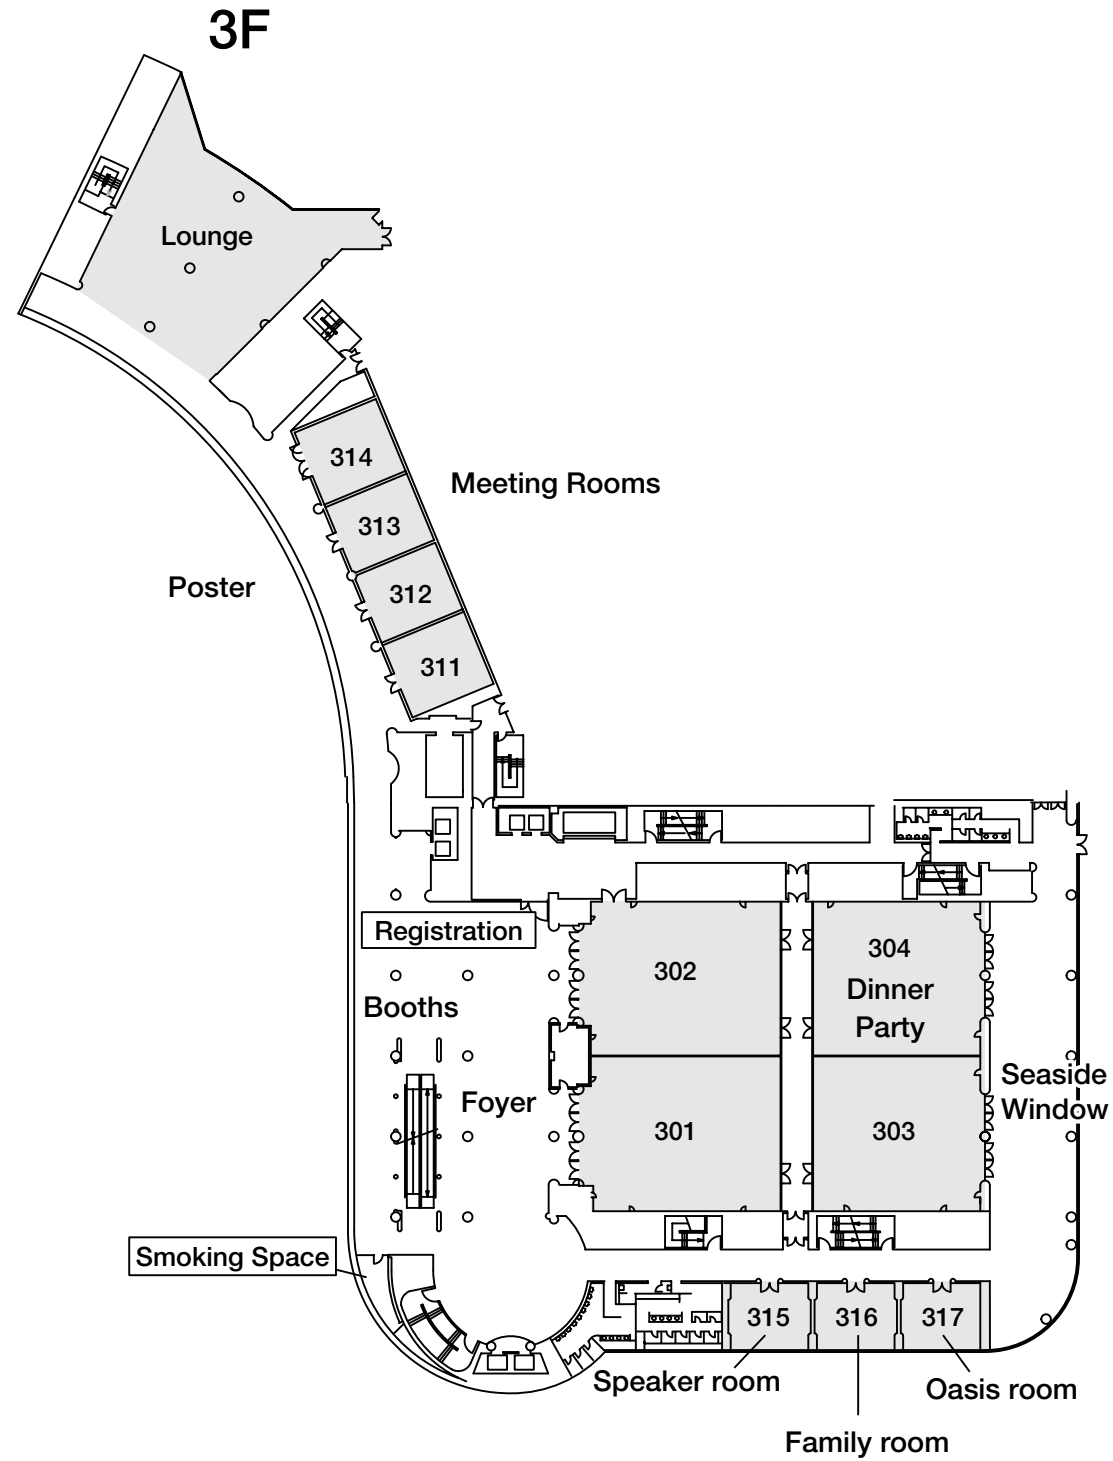 3F
Lounge
314
Meeting Rooms
313
Poster
312
311
Registration
302
304
Dinner
Party
Booths
Seaside
Window
Foyer
301
303
Smoking Space
315
316
317
Speaker room
Oasis room
Family room